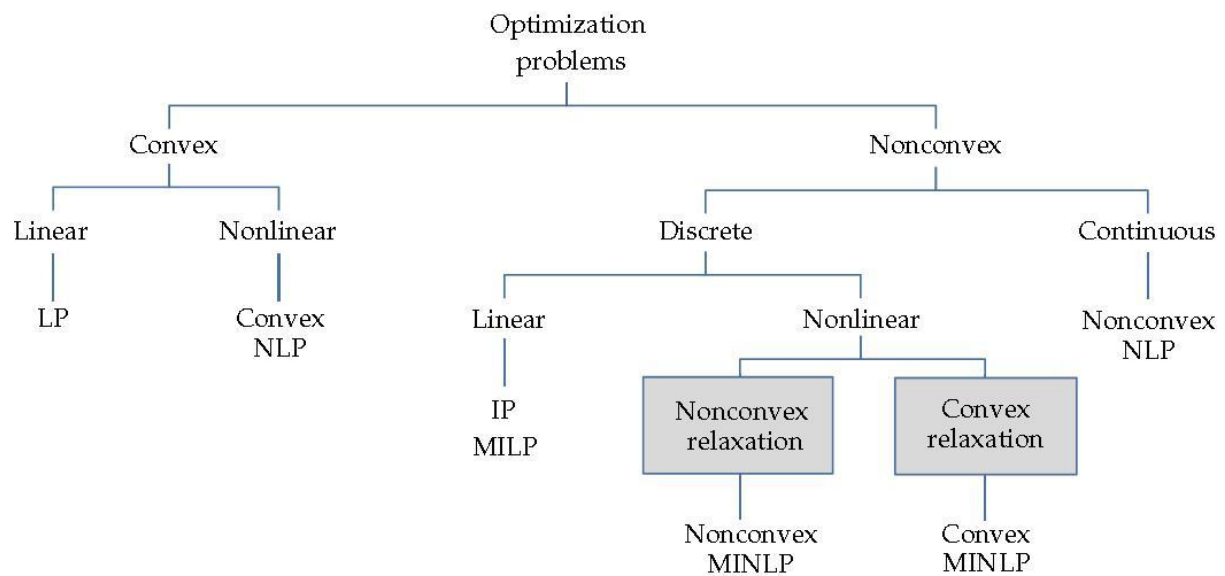 Optimization
problems
Convex
Nonconvex
Linear
Nonlinear
Discrete
Continuous
LP
Convex
NLP
Linear
Nonlinear
Nonconvex
NLP
IP
MILP
Nonconvex
relaxation
Convex
relaxation
Nonconvex
MINLP
Convex
MINLP